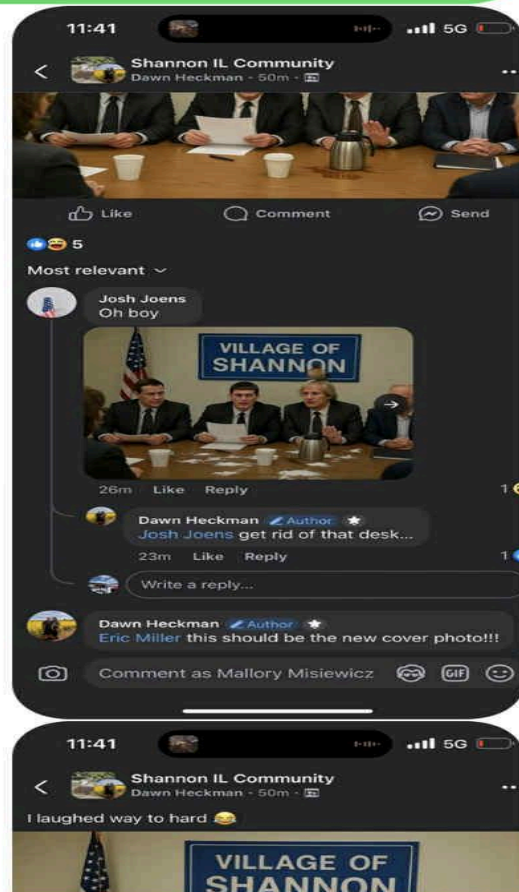 11:41
5G
Shannon IL Community
Dawn Heckman · 50m ·
Like
Comment
Send
5
Most relevant
Josh Joens
Oh boy
VILLAGE OF
SHANNON
26m Like Reply
1
Dawn Heckman Author
Josh Joens get rid of that desk...
23m Like Reply
1
Write a reply...
Dawn Heckman Author
Eric Miller this should be the new cover photo!!!
Comment as Mallory Misiewicz
GIF
11:41
5G
Shannon IL Community
Dawn Heckman · 50m ·
I laughed way to hard 😂
VILLAGE OF
SHANNON